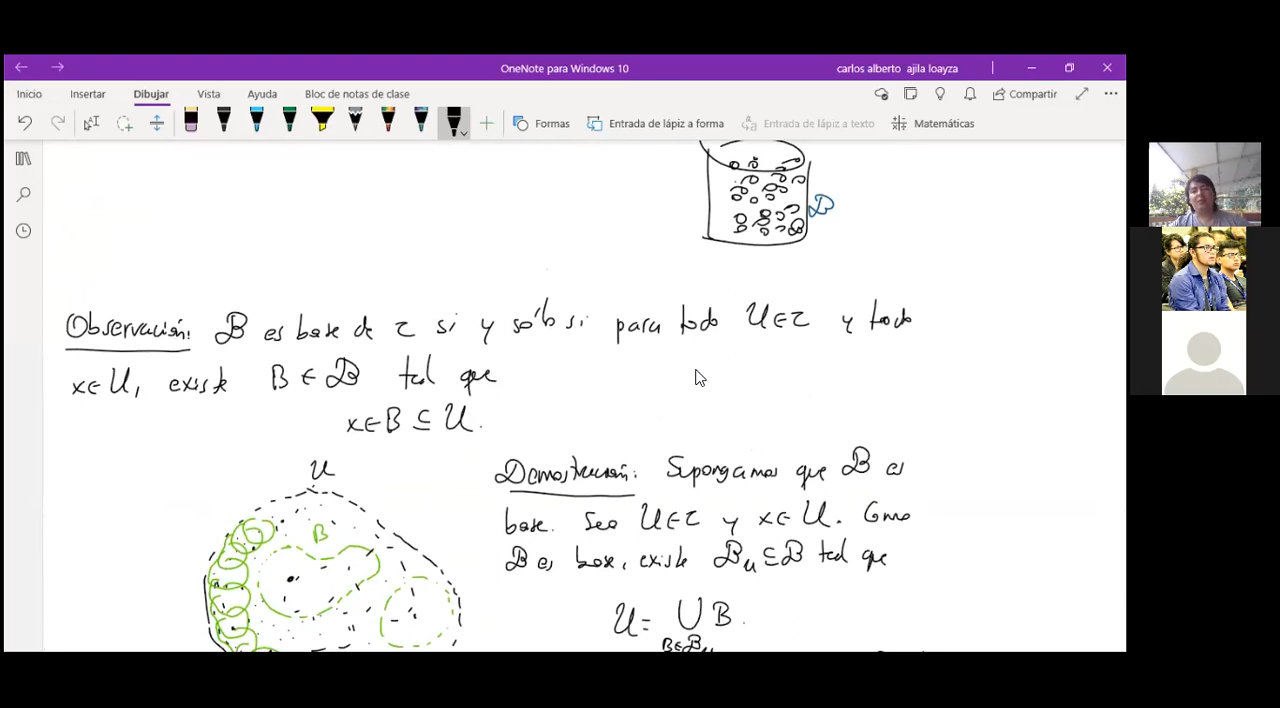 OneNote para Windows 10
carlos alberto ajila loayza
Inicio Insertar Dibujar Vista Ayuda Bloc de notas de clase
Compartir
Formas Entrada de lápiz a forma Entrada de lápiz a texto Matemáticas
ℬ
Observación: ℬ es base de τ si y sólo si para todo U∈τ y todo
x∈U, existe B∈ℬ tal que
x∈B⊆U.
U
B
Demostración: Supongamos que ℬ es
base. Sea U∈τ y x∈U. Como
ℬ es base, existe ℬ_U⊆ℬ tal que
U=⋃B.
B∈ℬ_U